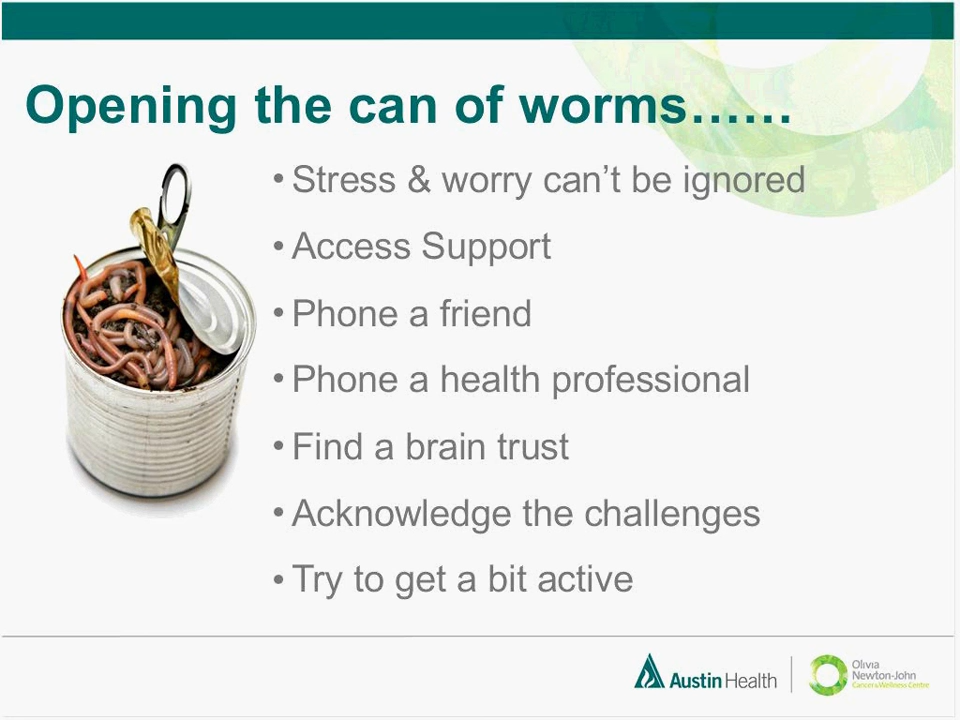 Opening the can of worms......
• Stress & worry can't be ignored
• Access Support
• Phone a friend
• Phone a health professional
• Find a brain trust
• Acknowledge the challenges
• Try to get a bit active
Austin Health
Olivia
Newton-John
Cancer & Wellness Centre